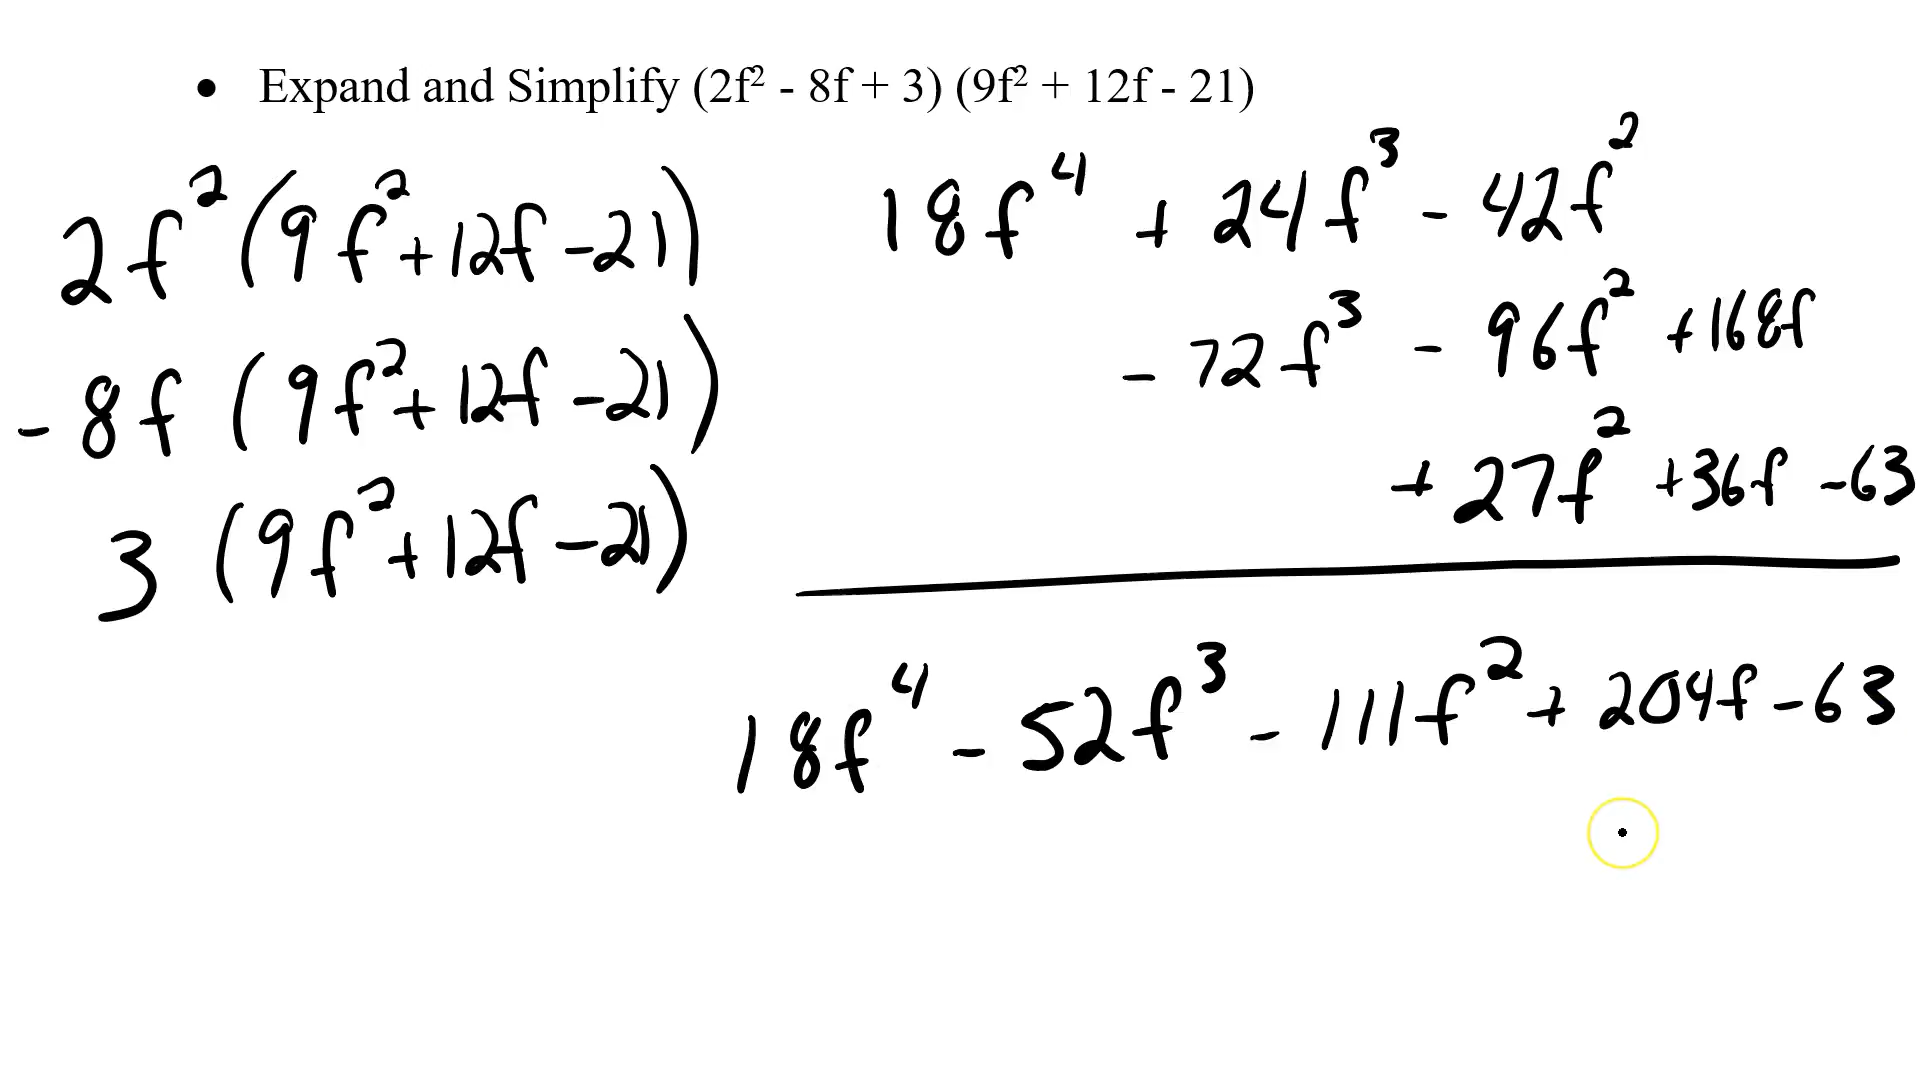 • Expand and Simplify (2f² - 8f + 3) (9f² + 12f - 21)
2f² (9f² + 12f - 21)
- 8f (9f² + 12f - 21)
3 (9f² + 12f - 21)
18f⁴ + 24f³ - 42f²
- 72f³ - 96f² + 168f
+ 27f² + 36f - 63
18f⁴ - 52f³ - 111f² + 204f - 63